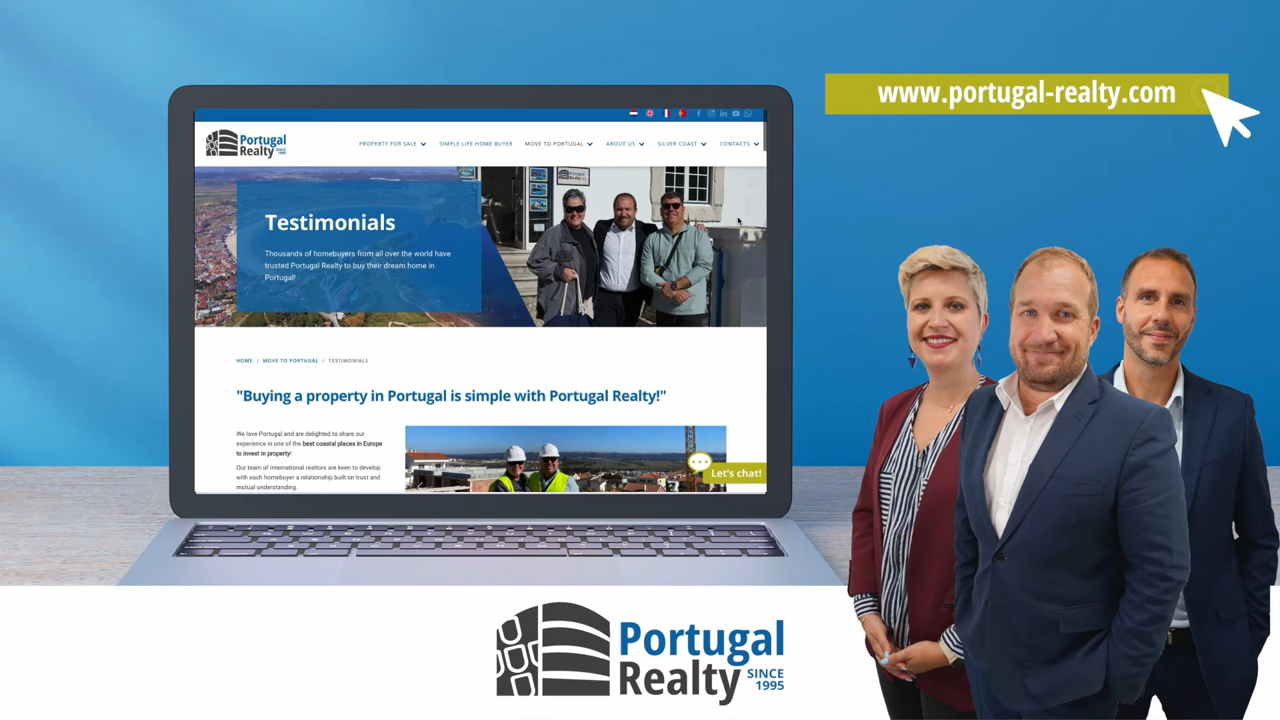 www.portugal-realty.com
Portugal
Realty SINCE 1995
PROPERTY FOR SALE SIMPLE LIFE HOME BUYER MOVE TO PORTUGAL ABOUT US SILVER COAST CONTACTS
Testimonials
Thousands of homebuyers from all over the world have
trusted Portugal Realty to buy their dream home in
Portugal!
HOME / MOVE TO PORTUGAL / TESTIMONIALS
"Buying a property in Portugal is simple with Portugal Realty!"
We love Portugal and are delighted to share our
experience in one of the best coastal places in Europe
to invest in property!
Our team of international realtors are keen to develop
with each homebuyer a relationship built on trust and
mutual understanding.
Let's chat!
Portugal
Realty
SINCE
1995